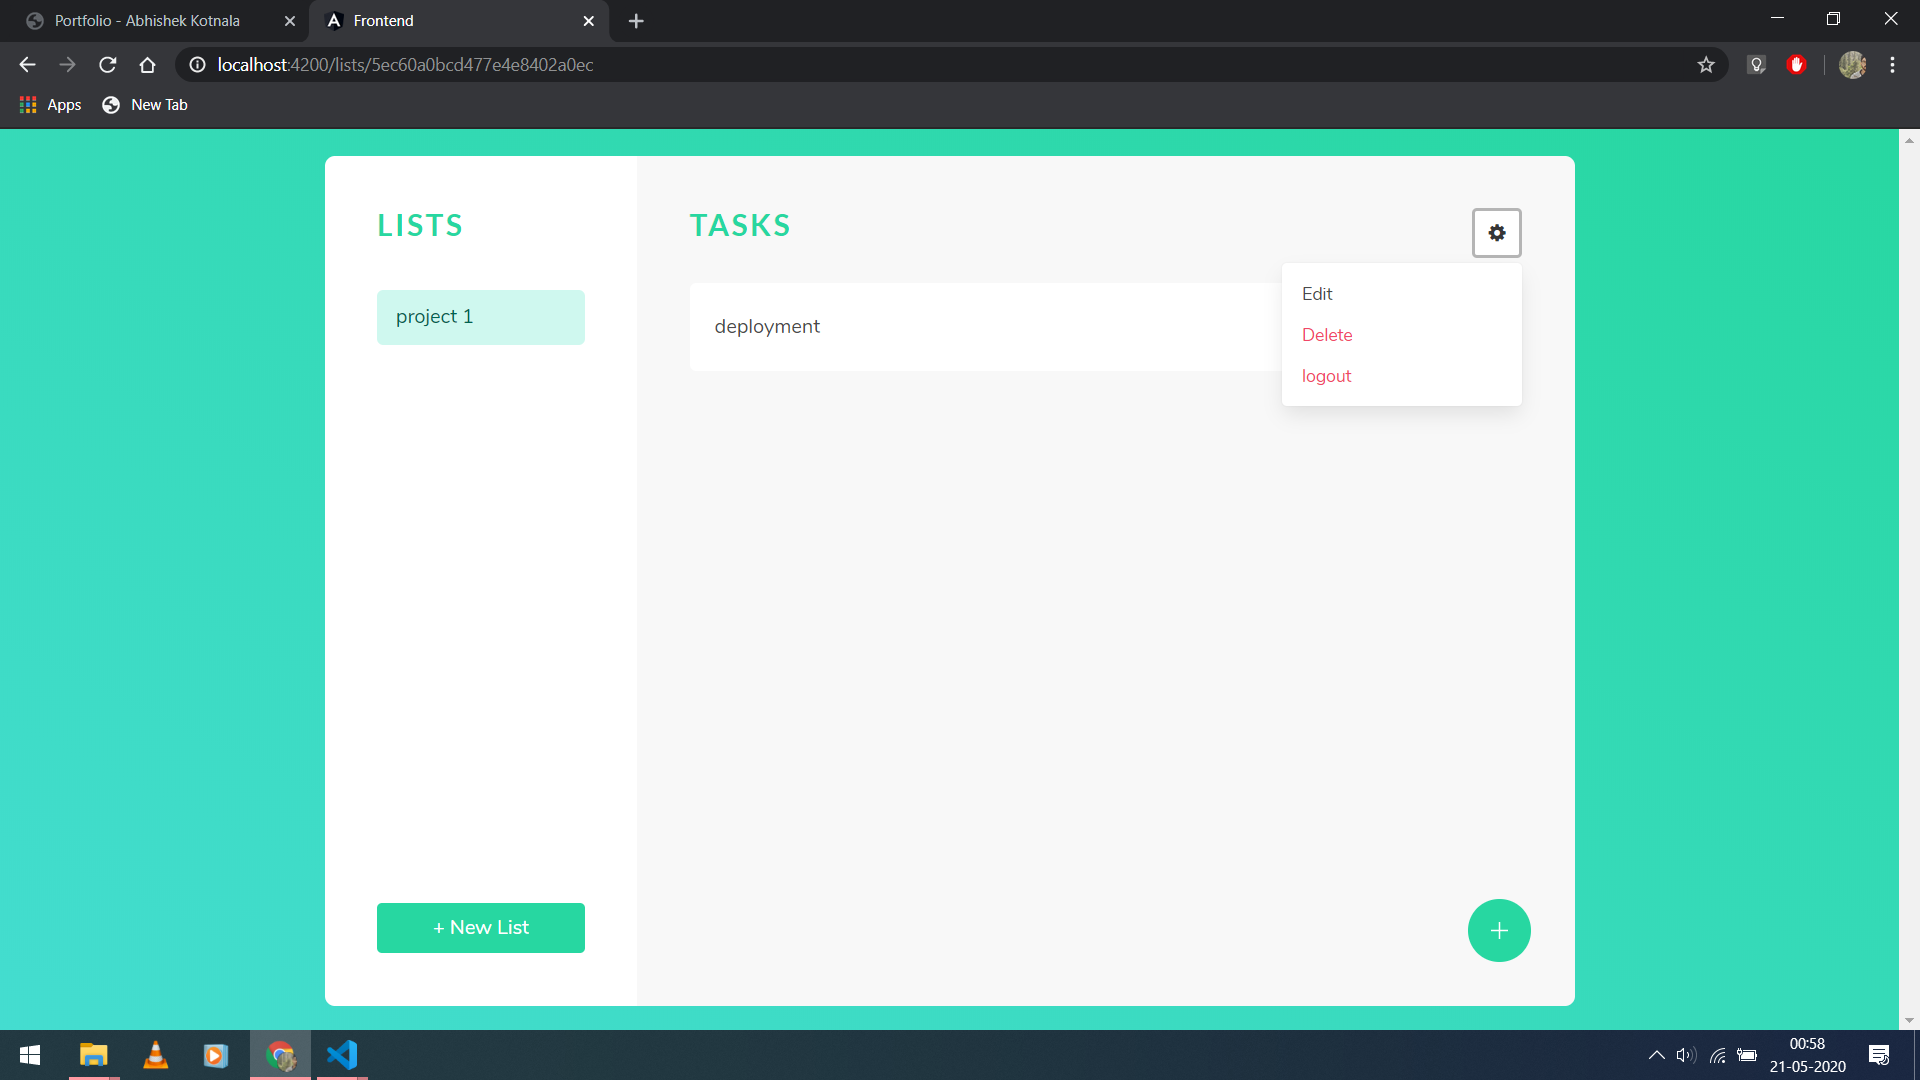 Portfolio - Abhishek Kotnala
Frontend
localhost:4200/lists/5ec60a0bcd477e4e8402a0ec
Apps
New Tab
LISTS
project 1
+ New List
TASKS
deployment
Edit
Delete
logout
00:58
21-05-2020